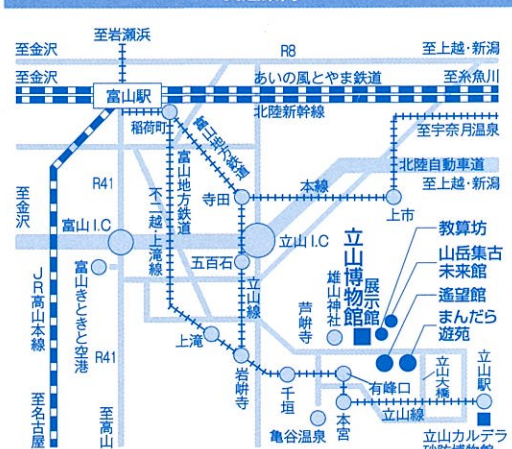 至岩瀬浜
至金沢
R8
至上越・新潟
至金沢
あいの風とやま鉄道
至糸魚川
富山駅
北陸新幹線
稲荷町
富山地方鉄道
至宇奈月温泉
北陸自動車道
至上越・新潟
R41
富山地方鉄道
不二越・上滝線
寺田
本線
上市
至金沢
富山I.C
立山I.C
五百石
立山線
富山きときと空港
JR高山本線
R41
至名古屋
至高山
上滝
岩峅寺
千垣
亀谷温泉
有峰口
本宮
立山線
芦峅寺
雄山神社
立山博物館
展示館
教算坊
山岳集古
未来館
遙望館
まんだら
遊苑
立山大橋
立山駅
立山カルデラ
砂防博物館